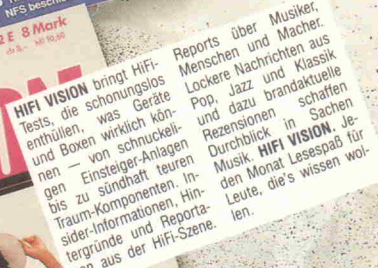 NFS beschl
2 E 8 Mark
HIFI VISION bringt HiFi-
Tests, die schonungslos
enthüllen, was Geräte
und Boxen wirklich kön-
nen — von schnuckeli-
gen Einsteiger-Anlagen
bis zu sündhaft teuren
Traum-Komponenten. In-
sider-Informationen, Hin-
tergründe und Reporta-
n aus der HiFi-Szene.
Reports über Musiker,
Menschen und Macher.
Lockere Nachrichten aus
Pop, Jazz und Klassik
und dazu brandaktuelle
Rezensionen schaffen
Durchblick in Sachen
Musik. HIFI VISION. Je-
den Monat Lesespaß für
Leute, die's wissen wol-
len.